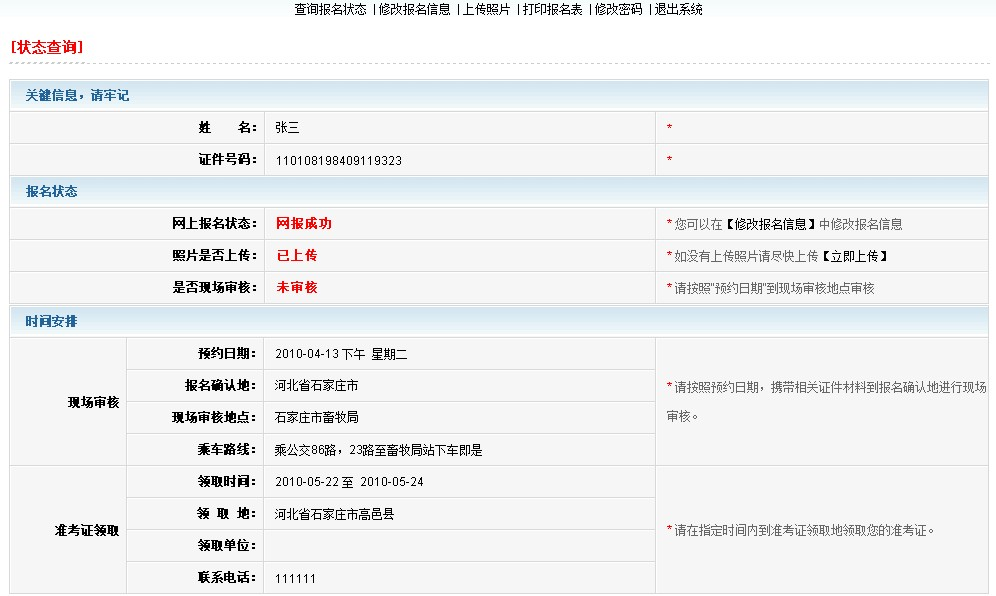 查询报名状态 | 修改报名信息 | 上传照片 | 打印报名表 | 修改密码 | 退出系统
[状态查询]
关键信息，请牢记
姓 名： 张三 *
证件号码： 110108198409119323 *
报名状态
网上报名状态： 网报成功 *您可以在【修改报名信息】中修改报名信息
照片是否上传： 已上传 *如没有上传照片请尽快上传【立即上传】
是否现场审核： 未审核 *请按照"预约日期"到现场审核地点审核
时间安排
现场审核
预约日期： 2010-04-13 下午 星期二
报名确认地： 河北省石家庄市
现场审核地点： 石家庄市畜牧局
乘车路线： 乘公交86路，23路至畜牧局站下车即是
*请按照预约日期，携带相关证件材料到报名确认地进行现场
审核。
准考证领取
领取时间： 2010-05-22 至 2010-05-24
领 取 地： 河北省石家庄市高邑县
领取单位：
联系电话： 111111
*请在指定时间内到准考证领取地领取您的准考证。